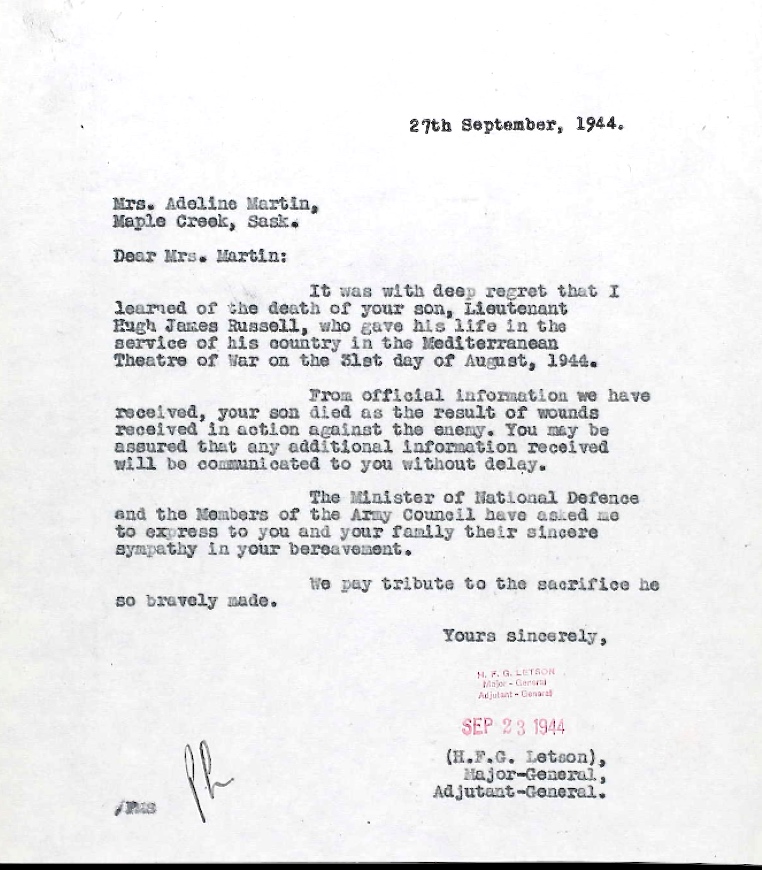 27th September, 1944.
Mrs. Adeline Martin,
Maple Creek, Sask.
Dear Mrs. Martin:
It was with deep regret that I
learned of the death of your son, Lieutenant
Hugh James Russell, who gave his life in the
service of his country in the Mediterranean
Theatre of War on the 31st day of August, 1944.
From official information we have
received, your son died as the result of wounds
received in action against the enemy. You may be
assured that any additional information received
will be communicated to you without delay.
The Minister of National Defence
and the Members of the Army Council have asked me
to express to you and your family their sincere
sympathy in your bereavement.
We pay tribute to the sacrifice he
so bravely made.
Yours sincerely,
H. F. G. LETSON
Major - General
Adjutant - General
SEP 23 1944
(H.F.G. Letson),
Major-General,
Adjutant-General.